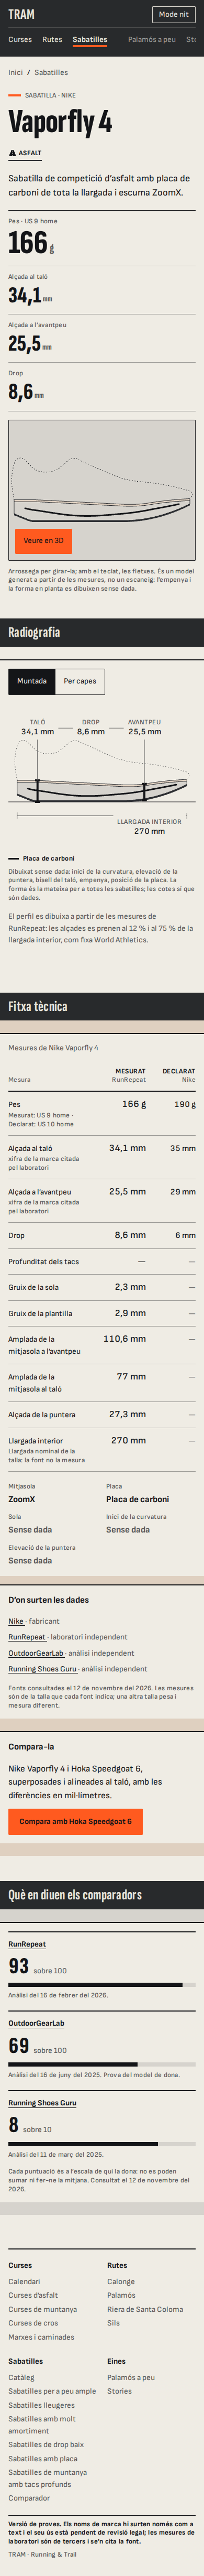 TRAM
Mode nit
Curses Rutes Sabatilles Palamós a peu
Inici / Sabatilles
SABATILLA · NIKE
Vaporfly 4
ASFALT
Sabatilla de competició d’asfalt amb placa de
carboni de tota la llargada i escuma ZoomX.
Pes · US 9 home
166 g
Alçada al taló
34,1 mm
Alçada a l’avantpeu
25,5 mm
Drop
8,6 mm
Veure en 3D
Arrossega per girar-la; amb el teclat, les fletxes. És un model
generat a partir de les mesures, no un escaneig: l’empenya i
la forma en planta es dibuixen sense dada.
Radiografia
Muntada Per capes
TALÓ DROP AVANTPEU
34,1 mm 8,6 mm 25,5 mm
LLARGADA INTERIOR
270 mm
Placa de carboni
Dibuixat sense dada: inici de la curvatura, elevació de la
puntera, bisell del taló, empenya, posició de la placa. La
forma és la mateixa per a totes les sabatilles; les cotes sí que
són dades.
El perfil es dibuixa a partir de les mesures de
RunRepeat: les alçades es prenen al 12 % i al 75 % de la
llargada interior, com fixa World Athletics.
Fitxa tècnica
Mesures de Nike Vaporfly 4
MESURAT DECLARAT
Mesura RunRepeat Nike
Pes 166 g 190 g
Mesurat: US 9 home ·
Declarat: US 10 home
Alçada al taló 34,1 mm 35 mm
xifra de la marca citada
pel laboratori
Alçada a l’avantpeu 25,5 mm 29 mm
xifra de la marca citada
pel laboratori
Drop 8,6 mm 6 mm
Profunditat dels tacs — —
Gruix de la sola 2,3 mm —
Gruix de la plantilla 2,9 mm —
Amplada de la 110,6 mm —
mitjasola a l’avantpeu
Amplada de la 77 mm —
mitjasola al taló
Alçada de la puntera 27,3 mm —
Llargada interior 270 mm —
Llargada nominal de la
talla: la font no la mesura
Mitjasola Placa
ZoomX Placa de carboni
Sola Inici de la curvatura
Sense dada Sense dada
Elevació de la puntera
Sense dada
D’on surten les dades
Nike · fabricant
RunRepeat · laboratori independent
OutdoorGearLab · anàlisi independent
Running Shoes Guru · anàlisi independent
Fonts consultades el 12 de novembre del 2026. Les mesures
són de la talla que cada font indica; una altra talla pesa i
mesura diferent.
Compara-la
Nike Vaporfly 4 i Hoka Speedgoat 6,
superposades i alineades al taló, amb les
diferències en mil·límetres.
Compara amb Hoka Speedgoat 6
Què en diuen els comparadors
RunRepeat
93 sobre 100
Anàlisi del 16 de febrer del 2026.
OutdoorGearLab
69 sobre 100
Anàlisi del 16 de juny del 2025. Prova del model de dona.
Running Shoes Guru
8 sobre 10
Anàlisi del 11 de març del 2025.
Cada puntuació és a l’escala de qui la dona: no es poden
sumar ni fer-ne la mitjana. Consultat el 12 de novembre del
2026.
Curses Rutes
Calendari Calonge
Curses d’asfalt Palamós
Curses de muntanya Riera de Santa Coloma
Curses de cros Sils
Marxes i caminades
Sabatilles Eines
Catàleg Palamós a peu
Sabatilles per a peu ample Stories
Sabatilles lleugeres
Sabatilles amb molt
amortiment
Sabatilles de drop baix
Sabatilles amb placa
Sabatilles de muntanya
amb tacs profunds
Comparador
Versió de proves. Els noms de marca hi surten només com a
text i el seu ús està pendent de revisió legal; les mesures de
laboratori són de tercers i se’n cita la font.
TRAM · Running & Trail